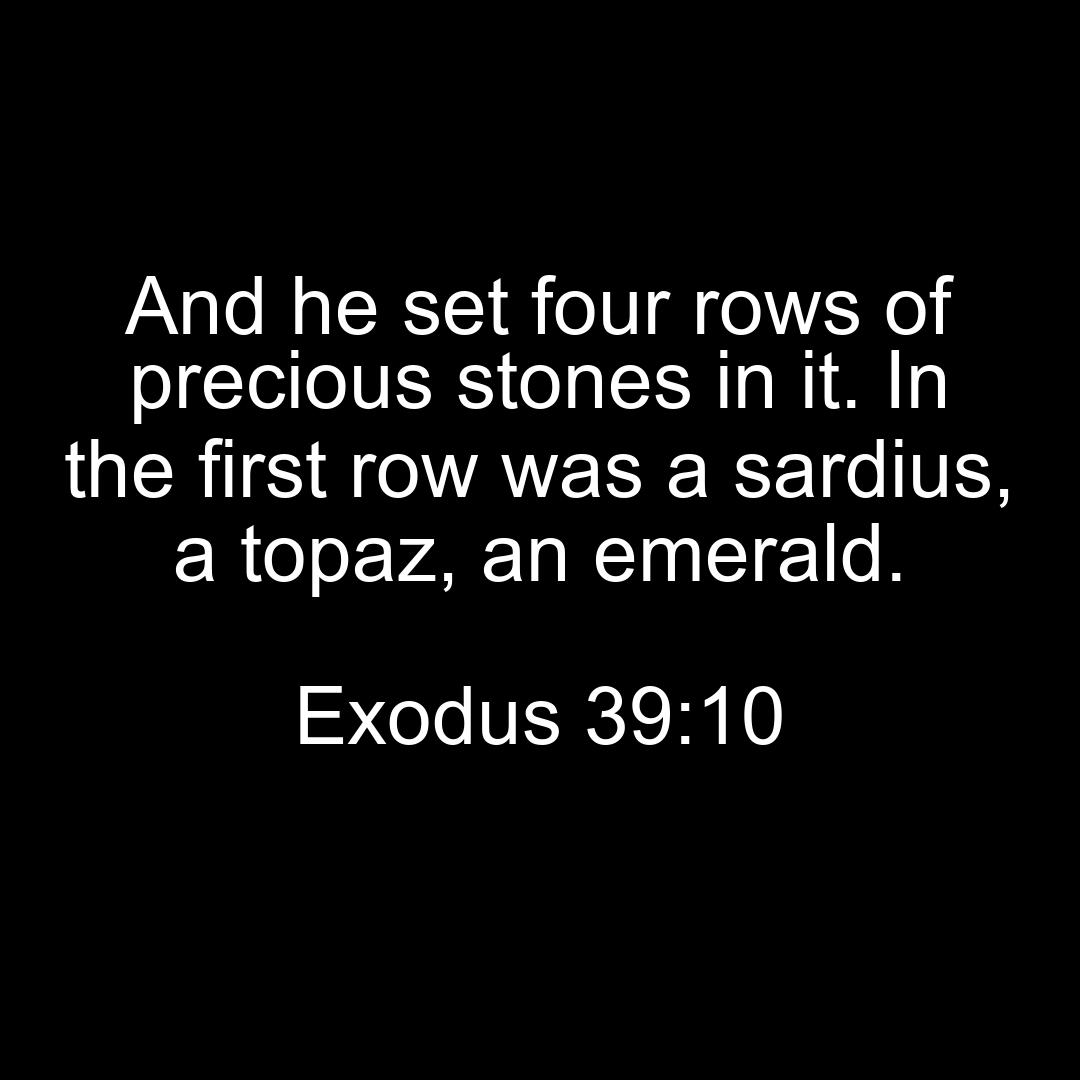 And he set four rows of
precious stones in it. In
the first row was a sardius,
a topaz, an emerald.
Exodus 39:10